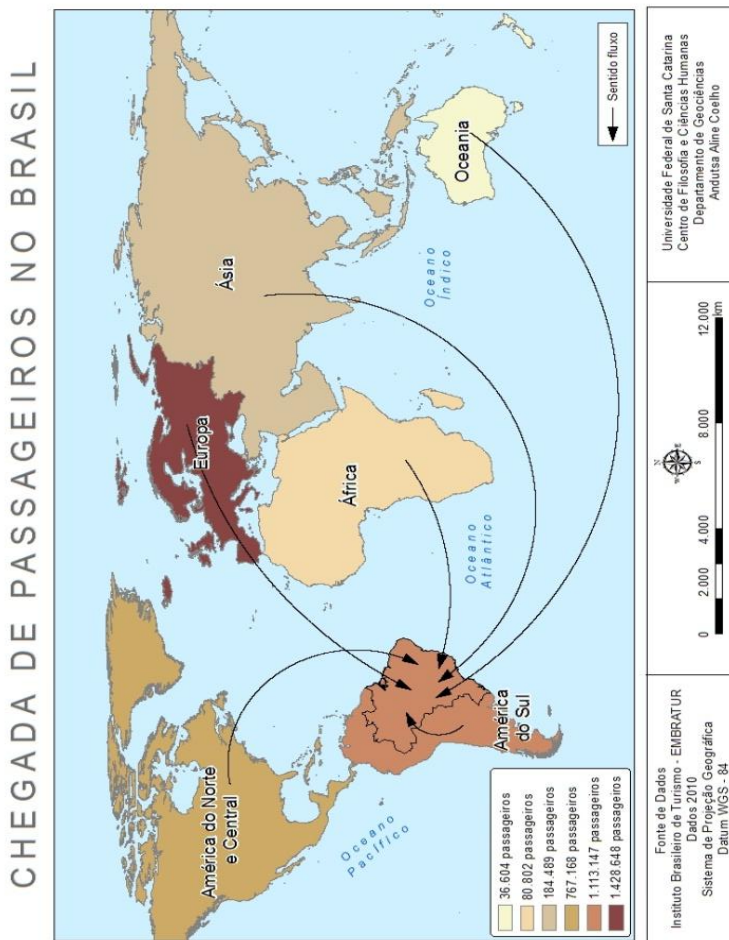 CHEGADA DE PASSAGEIROS NO BRASIL
América do Norte
e Central
Europa
Ásia
África
Oceania
América
do Sul
Oceano
Pacífico
Oceano
Atlântico
Oceano
Índico
36.604 passageiros
80.802 passageiros
184.489 passageiros
767.168 passageiros
1.113.147 passageiros
1.428.648 passageiros
Sentido fluxo
Fonte de Dados
Instituto Brasileiro de Turismo - EMBRATUR
Dados 2010
Sistema de Projeção Geográfica
Datum WGS - 84
N
W
E
S
0 2.000 4.000 8.000 12.000
km
Universidade Federal de Santa Catarina
Centro de Filosofia e Ciências Humanas
Departamento de Geociências
Andutsa Aline Coelho